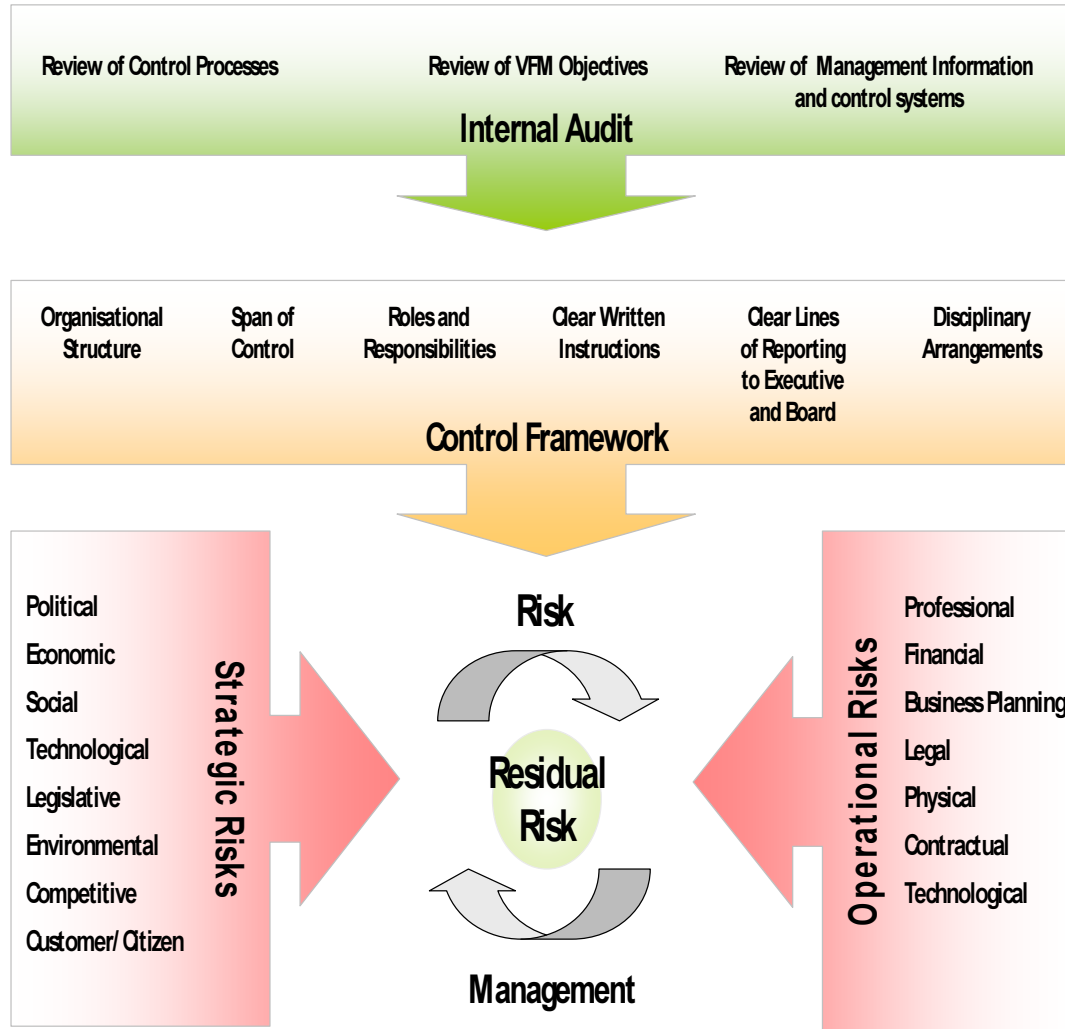 Review of Control Processes
Review of VFM Objectives
Review of Management Information
and control systems
Internal Audit
Organisational
Structure
Span of
Control
Roles and
Responsibilities
Clear Written
Instructions
Clear Lines
of Reporting
to Executive
and Board
Disciplinary
Arrangements
Control Framework
Political
Economic
Social
Technological
Legislative
Environmental
Competitive
Customer/ Citizen
Strategic Risks
Risk
Residual
Risk
Management
Operational Risks
Professional
Financial
Business Planning
Legal
Physical
Contractual
Technological